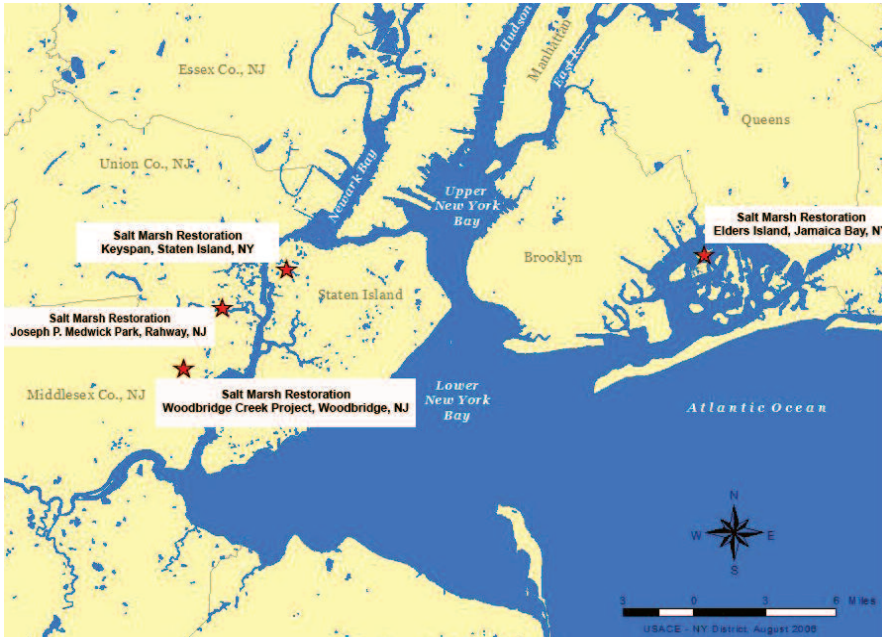 Hudson
Manhattan
East R.
Essex Co., NJ
Queens
Union Co., NJ
Newark Bay
Upper
New York
Bay
Salt Marsh Restoration
Elders Island, Jamaica Bay, NY
Salt Marsh Restoration
Keyspan, Staten Island, NY
Brooklyn
Staten Island
Salt Marsh Restoration
Joseph P. Medwick Park, Rahway, NJ
Middlesex Co., NJ
Salt Marsh Restoration
Woodbridge Creek Project, Woodbridge, NJ
Lower
New York
Bay
Atlantic Ocean
N
W E
S
3 0 3 6 Miles
USACE - NY District, August 2006